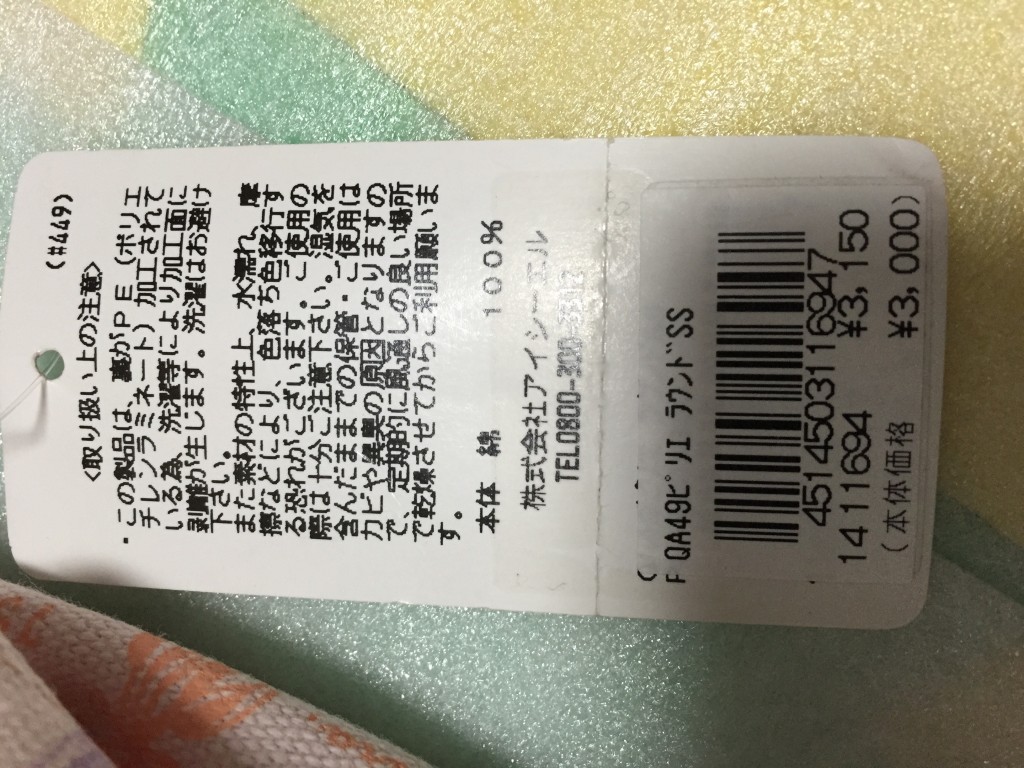 (#449)
<取り扱い上の注意>
・この製品は、裏がPE(ポリエ
チレンラミネート)加工されて
いる為、洗濯等により加工面に
剥離が生じます。洗濯はお避け
下さい。
また素材の特性上、水濡れ、摩
擦などにより、色落ち色移行す
る恐れがございます。ご使用の
際は十分ご注意下さい。湿気を
含んだままでの保管・ご使用は
カビや異臭の原因となりますの
で、定期的に風通しの良い場所
で乾燥させてからご利用願いま
す。
本体 綿 100%
株式会社アイシーエル
TEL0800-300-
F QA49ピリエ ラウンドSS
4514503116947
1411694 ¥3,150
(本体価格 ¥3,000)